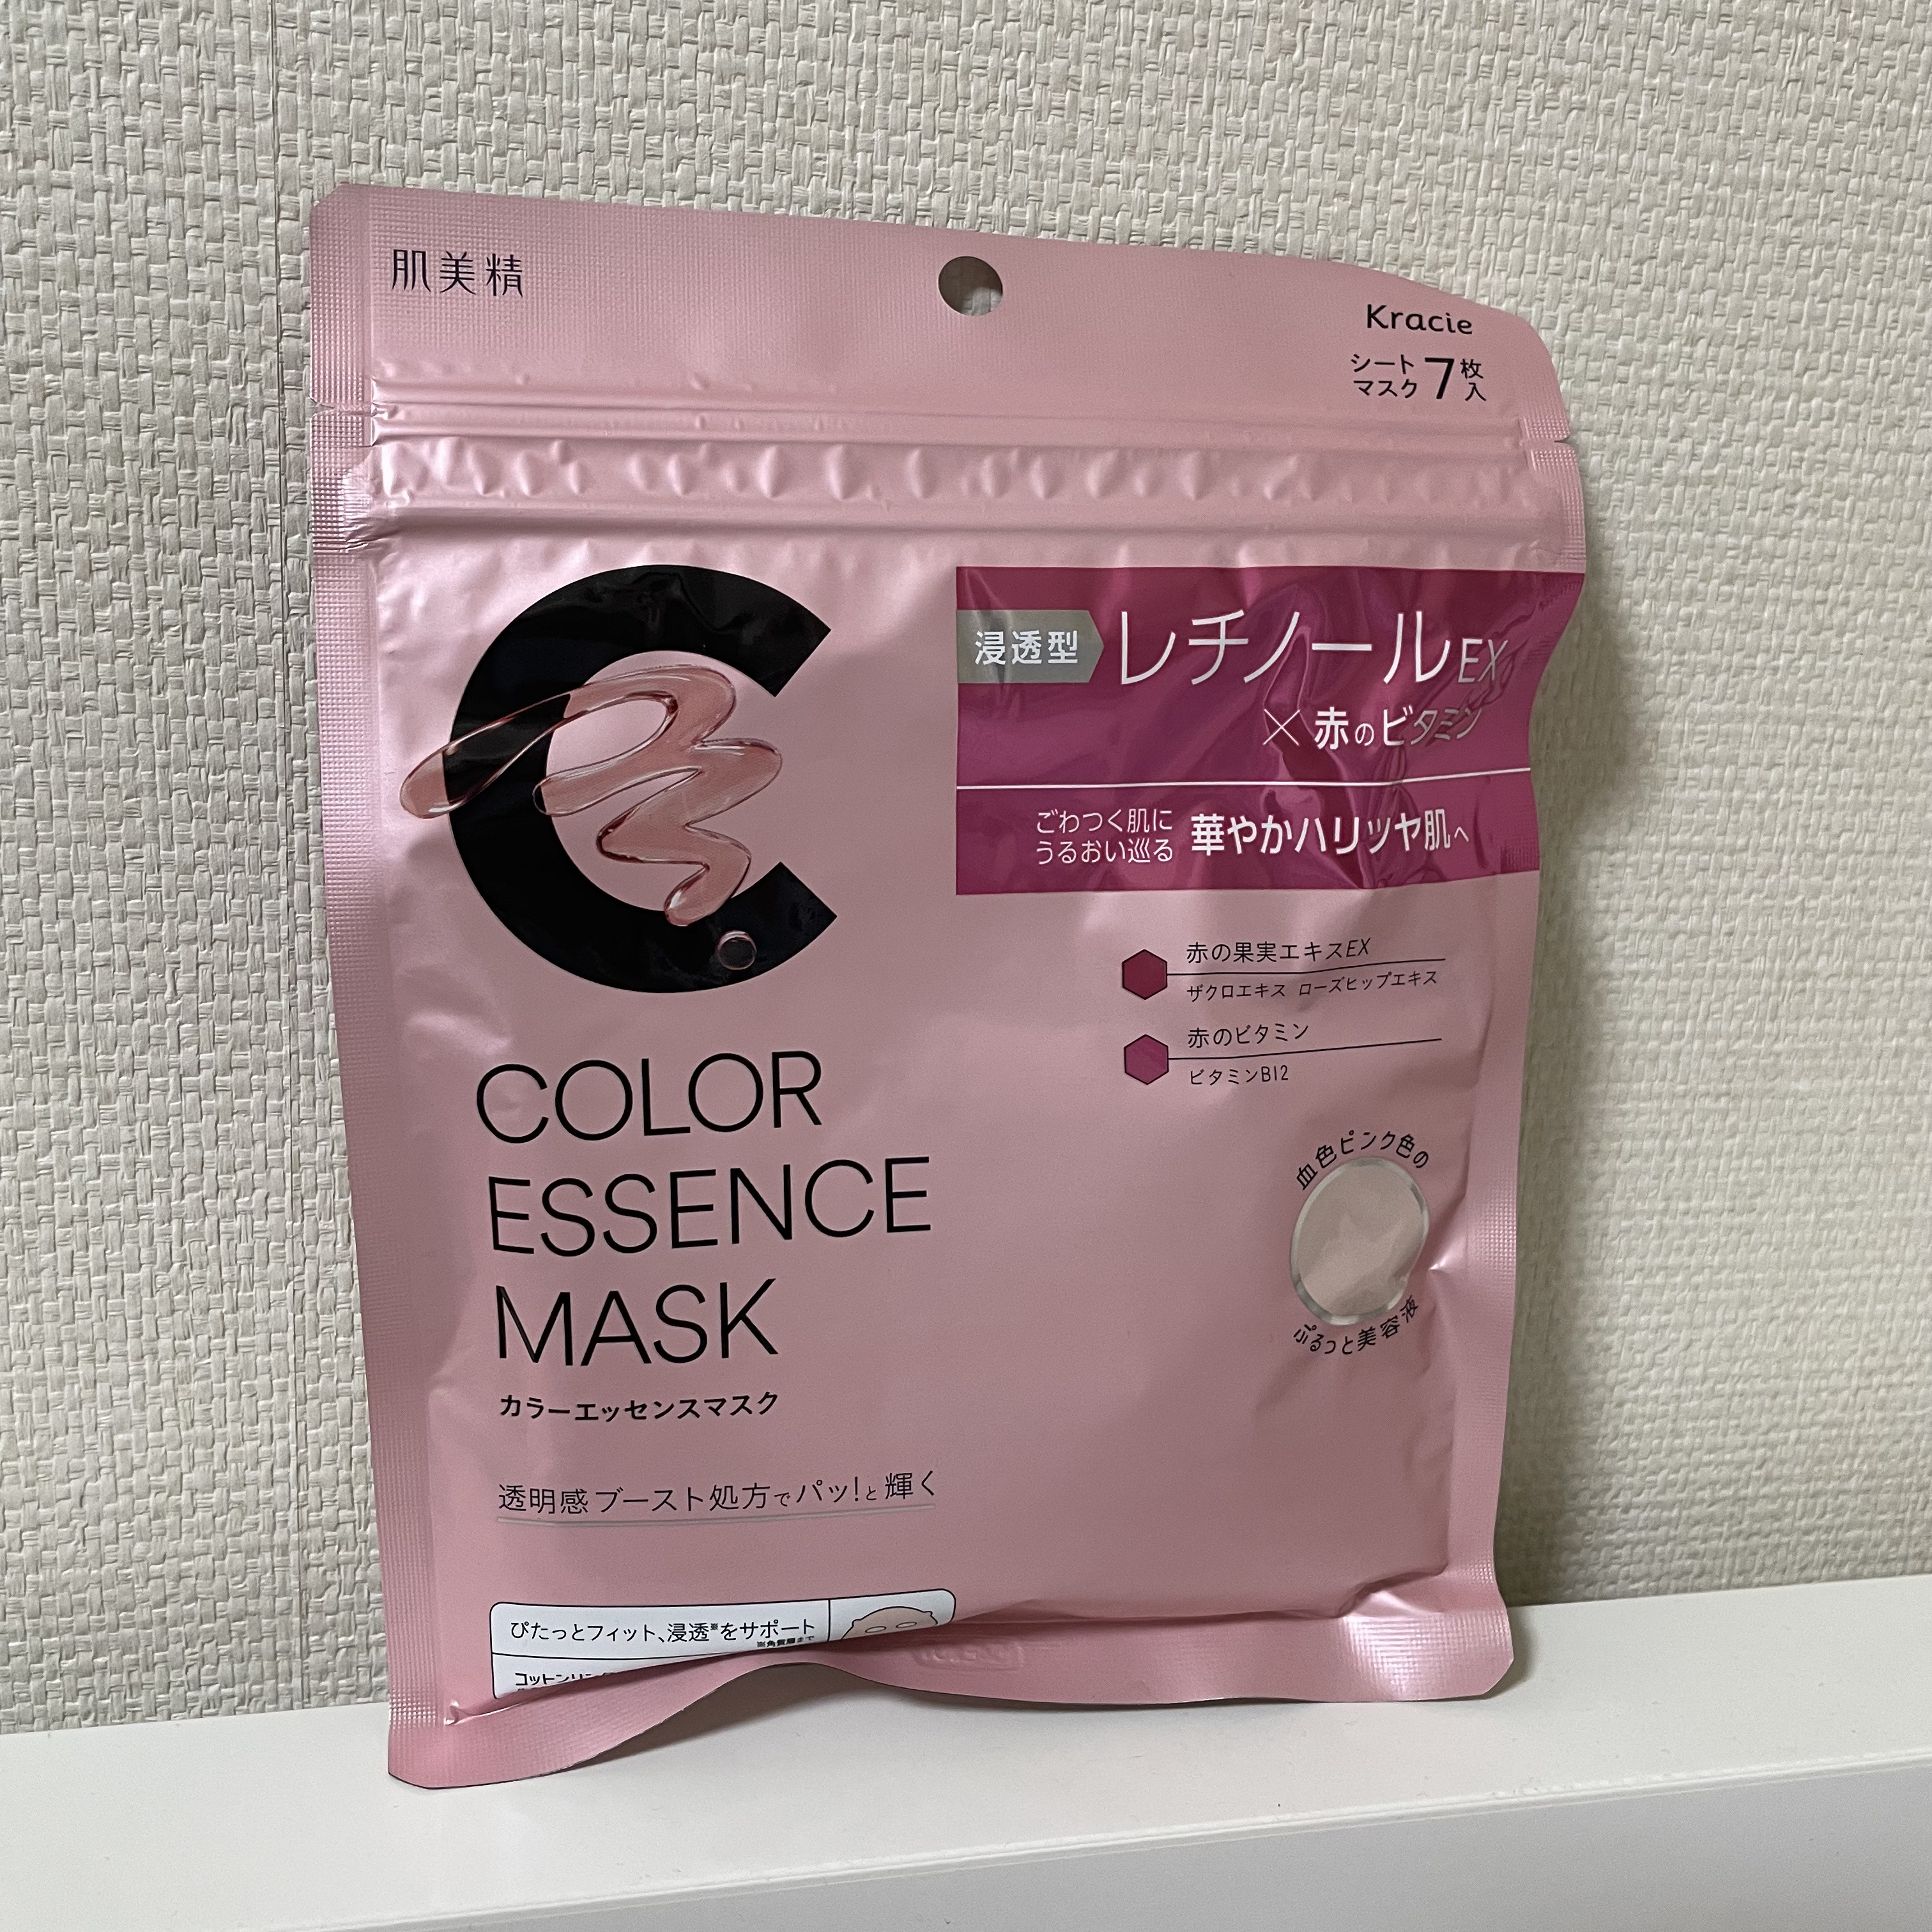 肌美精
Kracie
シート
マスク 7 枚入
浸透型 レチノールEX
×赤のビタミン
ごわつく肌に
うるおい巡る 華やかハリツヤ肌へ
赤の果実エキスEX
ザクロエキス ローズヒップエキス
赤のビタミン
ビタミンB12
血色ピンク色の
ぷるっと美容液
COLOR
ESSENCE
MASK
カラーエッセンスマスク
透明感ブースト処方でパッ!と輝く
ぴたっとフィット、浸透※をサポート
※角質層まで